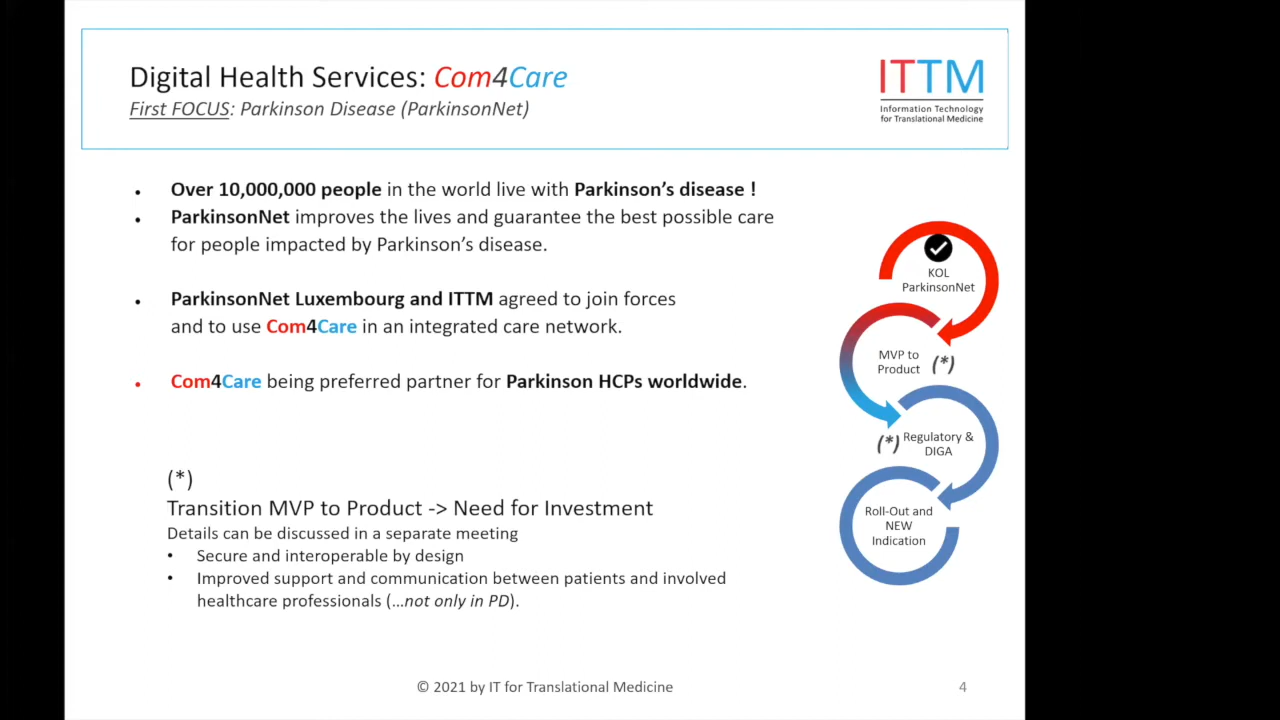 Digital Health Services: Com4Care
First FOCUS: Parkinson Disease (ParkinsonNet)
ITTM
Information Technology
for Translational Medicine
• Over 10,000,000 people in the world live with Parkinson’s disease !
• ParkinsonNet improves the lives and guarantee the best possible care
for people impacted by Parkinson’s disease.
• ParkinsonNet Luxembourg and ITTM agreed to join forces
and to use Com4Care in an integrated care network.
• Com4Care being preferred partner for Parkinson HCPs worldwide.
(*)
Transition MVP to Product -> Need for Investment
Details can be discussed in a separate meeting
• Secure and interoperable by design
• Improved support and communication between patients and involved
healthcare professionals (…not only in PD).
KOL
ParkinsonNet
MVP to
Product (*)
(*) Regulatory &
DIGA
Roll-Out and
NEW
Indication
© 2021 by IT for Translational Medicine
4